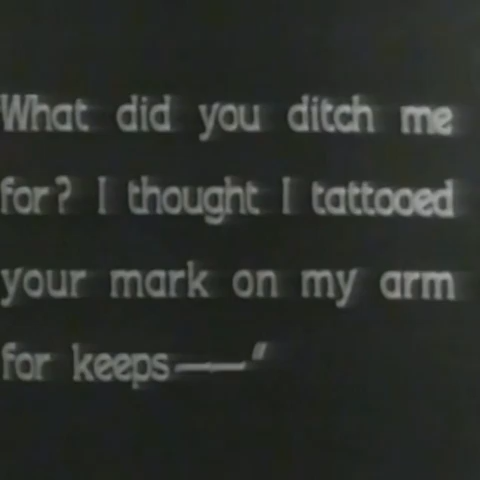 What did you ditch me
for? I thought I tattooed
your mark on my arm
for keeps——"